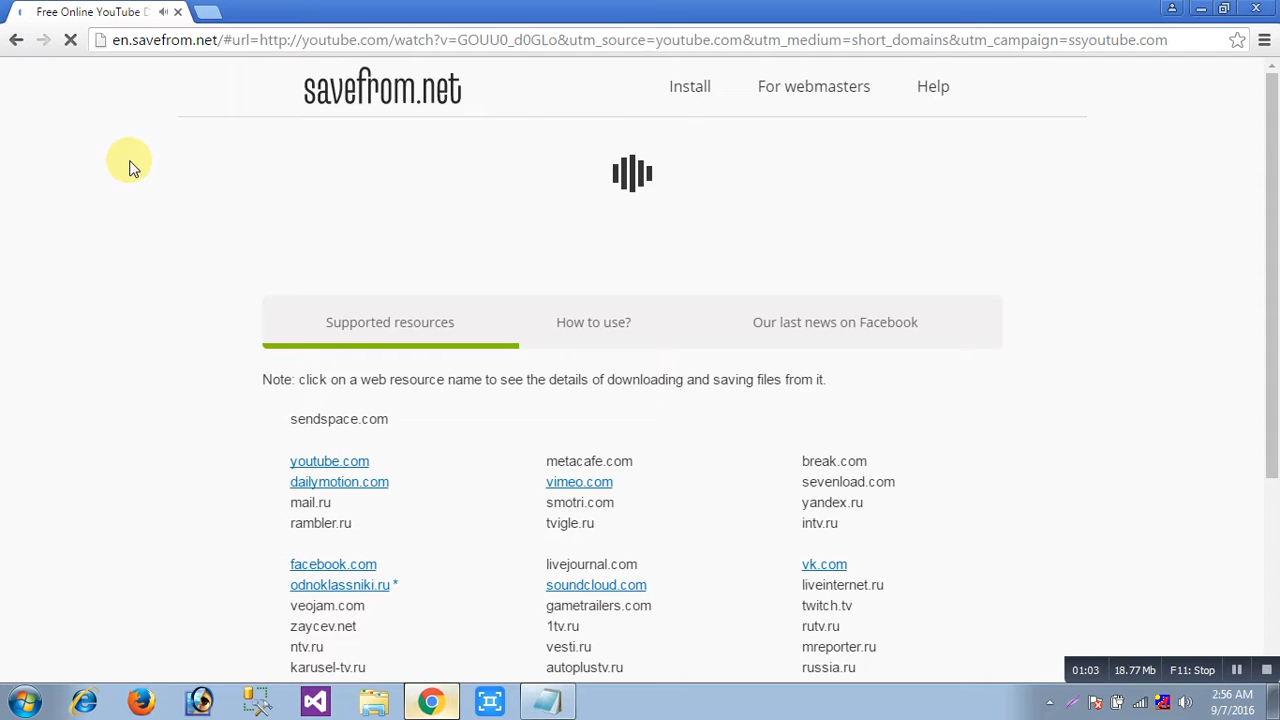 Free Online YouTube D
en.savefrom.net/#url=http://youtube.com/watch?v=GOUU0_d0GLo&utm_source=youtube.com&utm_medium=short_domains&utm_campaign=ssyoutube.com
savefrom.net Install For webmasters Help
Supported resources How to use? Our last news on Facebook
Note: click on a web resource name to see the details of downloading and saving files from it.
sendspace.com
youtube.com metacafe.com break.com
dailymotion.com vimeo.com sevenload.com
mail.ru smotri.com yandex.ru
rambler.ru tvigle.ru intv.ru
facebook.com livejournal.com vk.com
odnoklassniki.ru * soundcloud.com liveinternet.ru
veojam.com gametrailers.com twitch.tv
zaycev.net 1tv.ru rutv.ru
ntv.ru vesti.ru mreporter.ru
karusel-tv.ru autoplustv.ru russia.ru
01:03 18.77 Mb F11: Stop
2:56 AM
9/7/2016